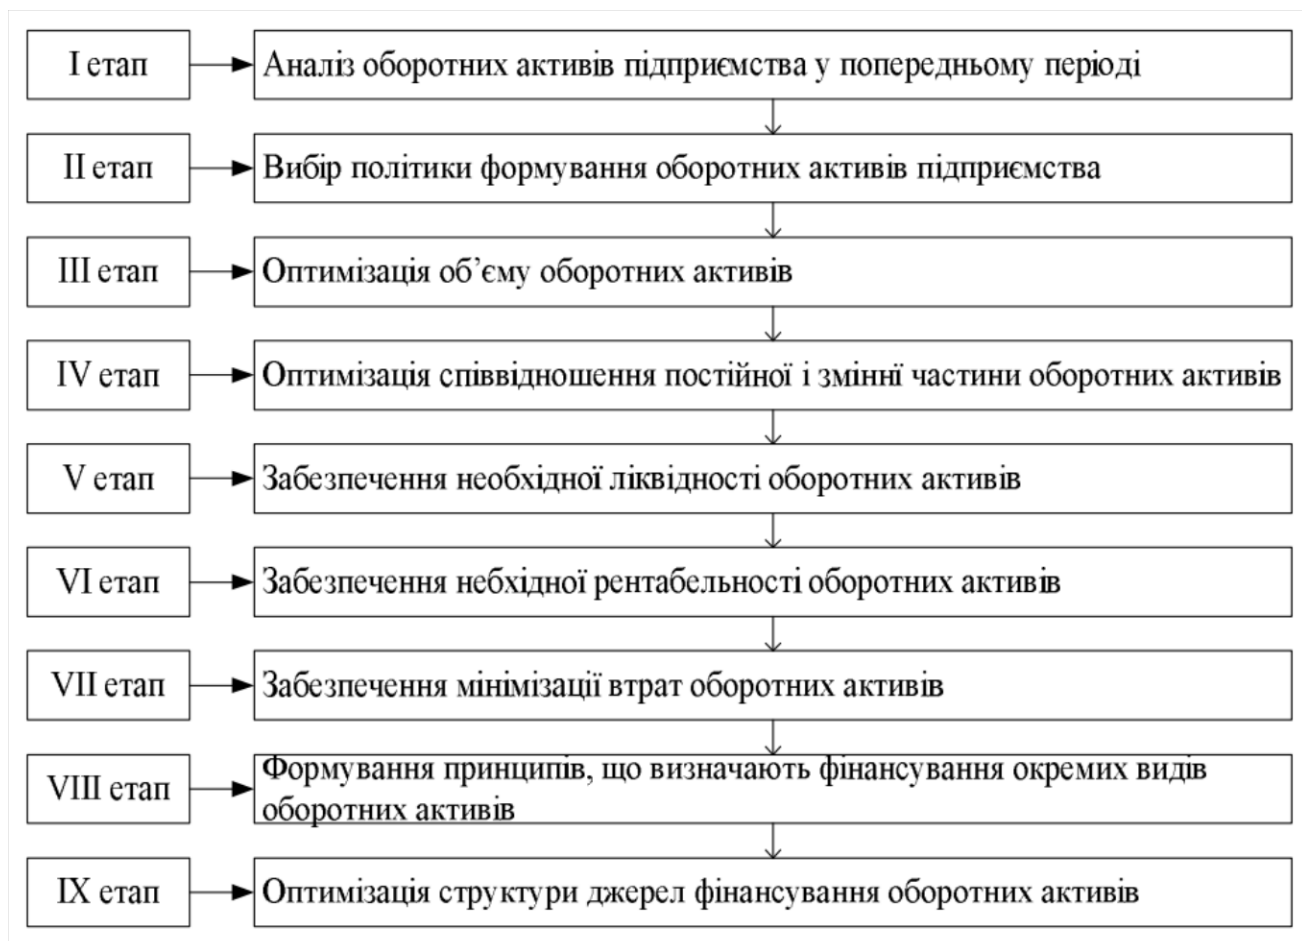 I етап
Аналіз оборотних активів підприємства у попередньому періоді
II етап
Вибір політики формування оборотних активів підприємства
III етап
Оптимізація об’єму оборотних активів
IV етап
Оптимізація співвідношення постійної і змінні частини оборотних активів
V етап
Забезпечення необхідної ліквідності оборотних активів
VI етап
Забезпечення небхідної рентабельності оборотних активів
VII етап
Забезпечення мінімізації втрат оборотних активів
VIII етап
Формування принципів, що визначають фінансування окремих видів
оборотних активів
IX етап
Оптимізація структури джерел фінансування оборотних активів